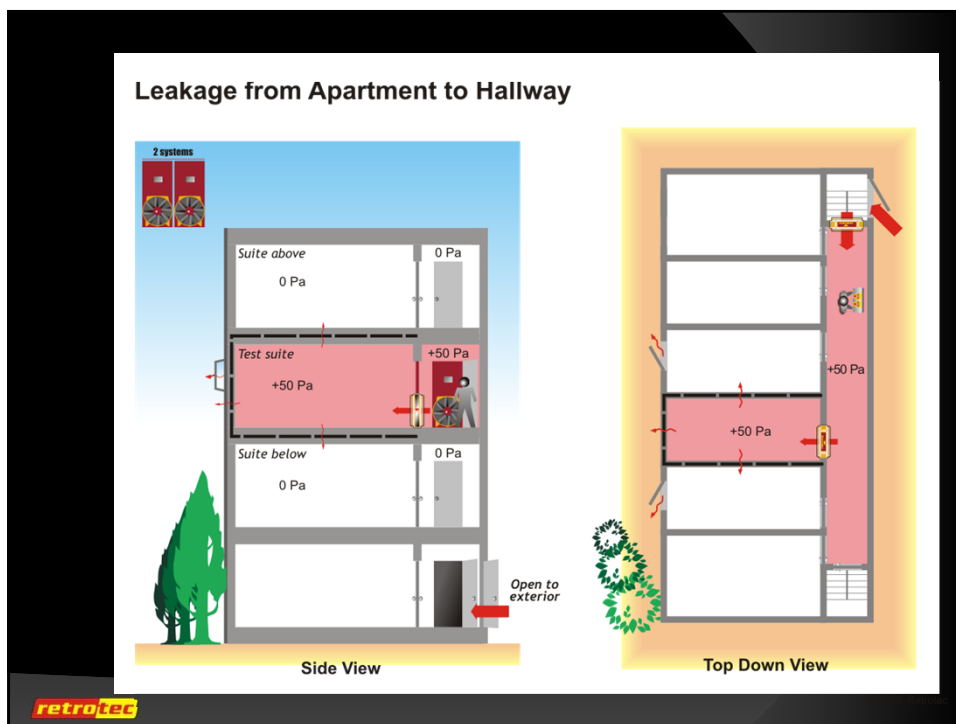 Leakage from Apartment to Hallway
2 systems
Suite above
0 Pa
0 Pa
Test suite
+50 Pa
+50 Pa
Suite below
0 Pa
0 Pa
Open to
exterior
Side View
+50 Pa
+50 Pa
Top Down View
retrotec